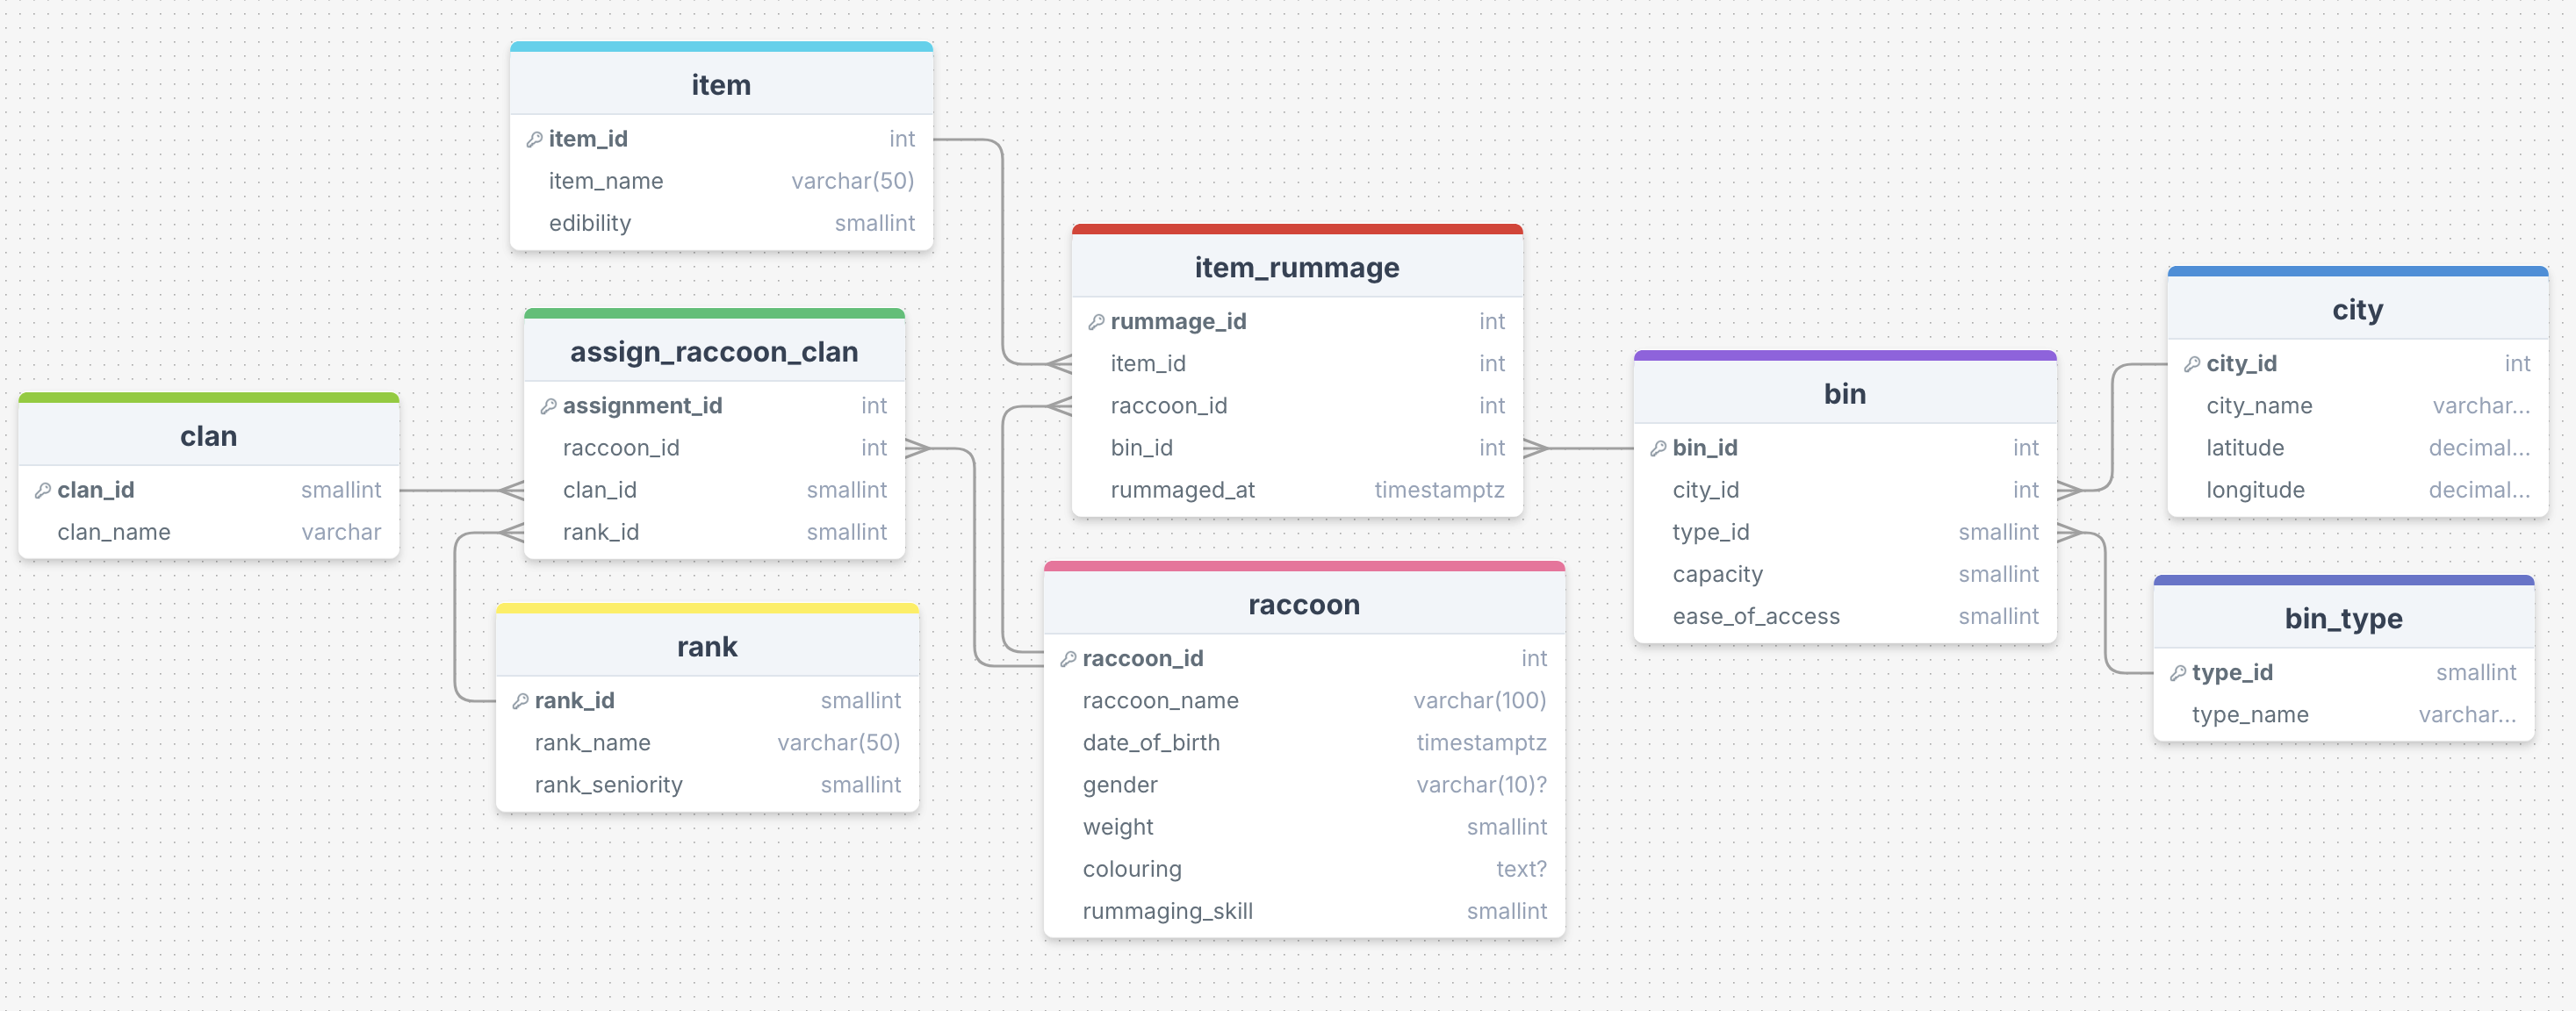 item
item_id int
item_name varchar(50)
edibility smallint
item_rummage
rummage_id int
item_id int
raccoon_id int
bin_id int
rummaged_at timestamptz
city
city_id int
city_name varchar...
latitude decimal...
longitude decimal...
assign_raccoon_clan
assignment_id int
raccoon_id int
clan_id smallint
rank_id smallint
bin
bin_id int
city_id int
type_id smallint
capacity smallint
ease_of_access smallint
clan
clan_id smallint
clan_name varchar
rank
rank_id smallint
rank_name varchar(50)
rank_seniority smallint
raccoon
raccoon_id int
raccoon_name varchar(100)
date_of_birth timestamptz
gender varchar(10)?
weight smallint
colouring text?
rummaging_skill smallint
bin_type
type_id smallint
type_name varchar...